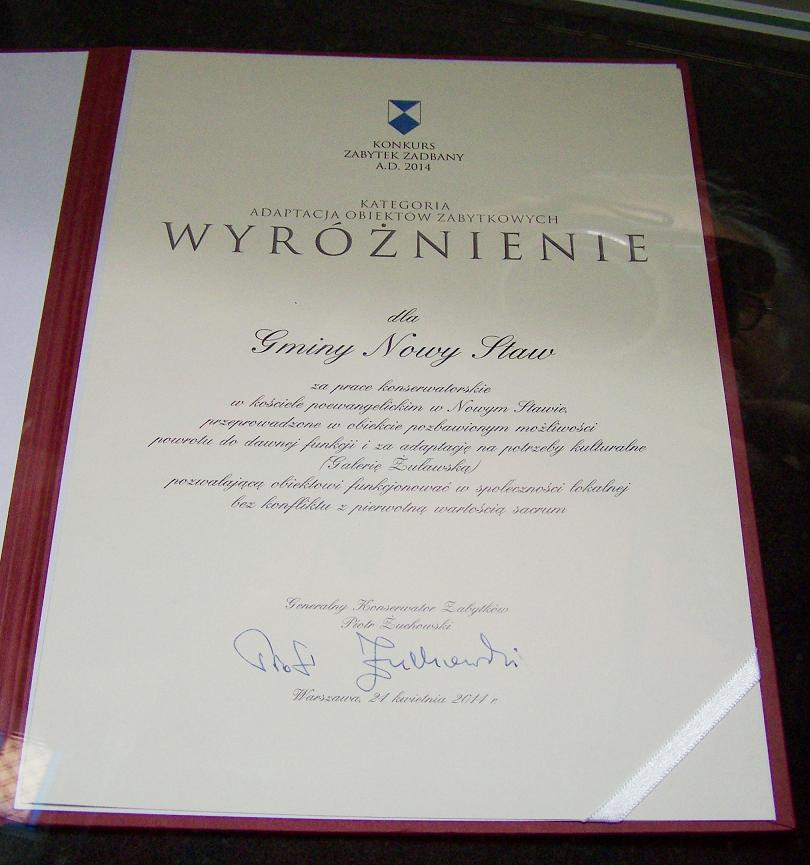 KONKURS
ZABYTEK ZADBANY
A.D. 2014
KATEGORIA
ADAPTACJA OBIEKTÓW ZABYTKOWYCH
WYRÓŻNIENIE
dla
Gminy Nowy Staw
za prace konserwatorskie
w kościele poewangelickim w Nowym Stawie,
przeprowadzone w obiekcie pozbawionym możliwości
powrotu do dawnej funkcji i za adaptację na potrzeby kulturalne
(Galerię Żuławską)
pozwalającą obiektowi funkcjonować w społeczności lokalnej
bez konfliktu z pierwotną wartością sacrum
Generalny Konserwator Zabytków
Piotr Żuchowski
Piotr Żuchowski
Warszawa, 24 kwietnia 2014 r.